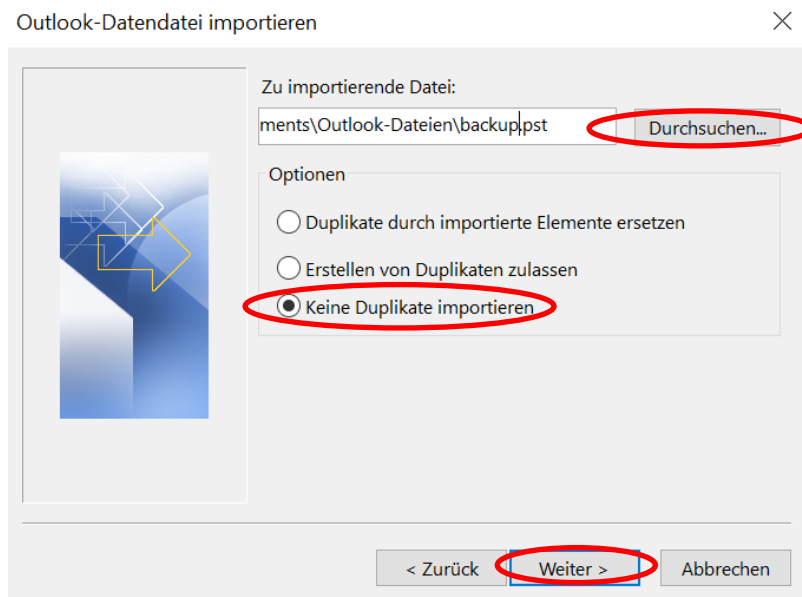 Outlook-Datendatei importieren
Zu importierende Datei:
ments\Outlook-Dateien\backup.pst
Durchsuchen...
Optionen
Duplikate durch importierte Elemente ersetzen
Erstellen von Duplikaten zulassen
Keine Duplikate importieren
< Zurück
Weiter >
Abbrechen